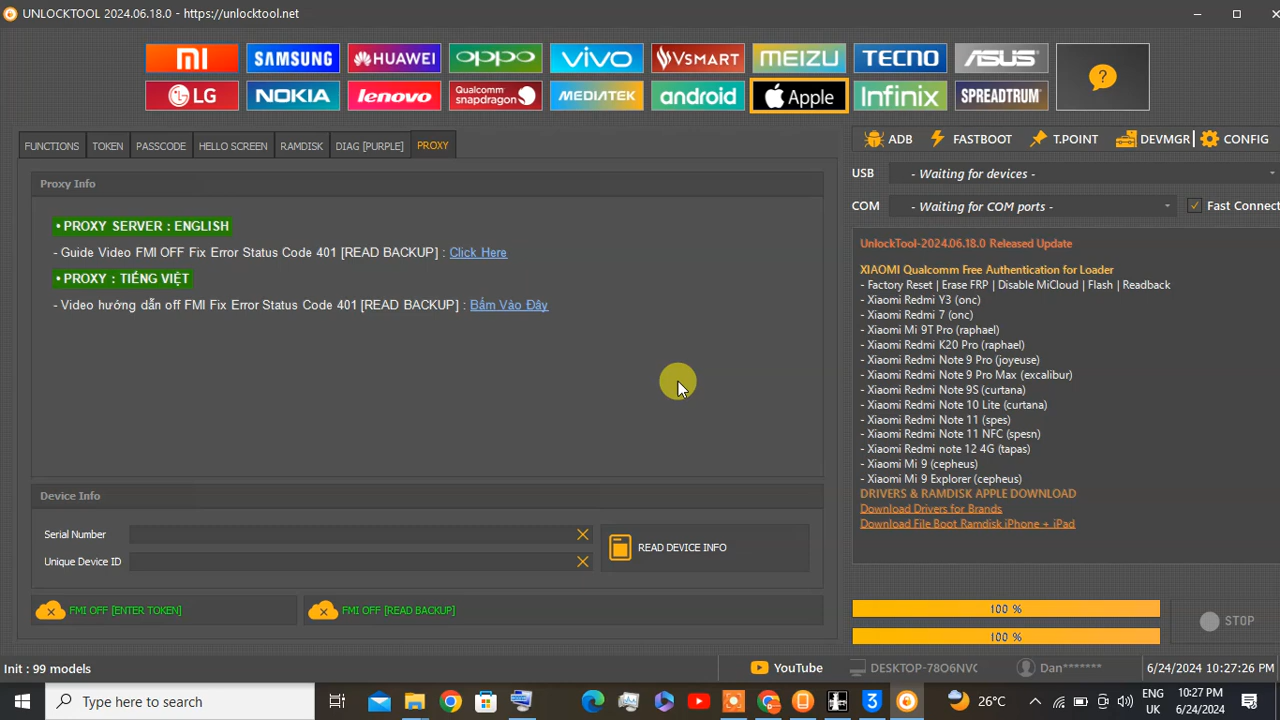 UNLOCKTOOL 2024.06.18.0 - https://unlocktool.net
mi SAMSUNG HUAWEI oppo vivo VSMART MEIZU TECNO ASUS ?
LG NOKIA lenovo Qualcomm snapdragon MEDIATEK android Apple Infinix SPREADTRUM
FUNCTIONS TOKEN PASSCODE HELLO SCREEN RAMDISK DIAG [PURPLE] PROXY
ADB FASTBOOT T.POINT DEVMGR CONFIG
Proxy Info
• PROXY SERVER : ENGLISH
- Guide Video FMI OFF Fix Error Status Code 401 [READ BACKUP] : Click Here
• PROXY : TIẾNG VIỆT
- Video hướng dẫn off FMI Fix Error Status Code 401 [READ BACKUP] : Bấm Vào Đây
USB - Waiting for devices -
COM - Waiting for COM ports - Fast Connect
UnlockTool-2024.06.18.0 Released Update
XIAOMI Qualcomm Free Authentication for Loader
- Factory Reset | Erase FRP | Disable MiCloud | Flash | Readback
- Xiaomi Redmi Y3 (onc)
- Xiaomi Redmi 7 (onc)
- Xiaomi Mi 9T Pro (raphael)
- Xiaomi Redmi K20 Pro (raphael)
- Xiaomi Redmi Note 9 Pro (joyeuse)
- Xiaomi Redmi Note 9 Pro Max (excalibur)
- Xiaomi Redmi Note 9S (curtana)
- Xiaomi Redmi Note 10 Lite (curtana)
- Xiaomi Redmi Note 11 (spes)
- Xiaomi Redmi Note 11 NFC (spesn)
- Xiaomi Redmi note 12 4G (tapas)
- Xiaomi Mi 9 (cepheus)
- Xiaomi Mi 9 Explorer (cepheus)
DRIVERS & RAMDISK APPLE DOWNLOAD
Download Drivers for Brands
Download File Boot Ramdisk iPhone + iPad
Device Info
Serial Number
Unique Device ID
READ DEVICE INFO
FMI OFF [ENTER TOKEN] FMI OFF [READ BACKUP]
100 %
100 %
STOP
Init : 99 models YouTube DESKTOP-78O6NVC Dan******* 6/24/2024 10:27:26 PM
Type here to search 26°C ENG UK 10:27 PM 6/24/2024